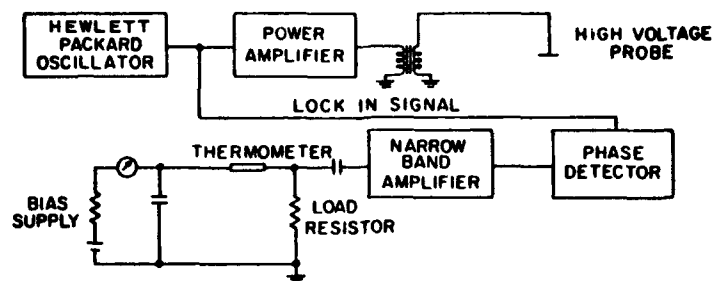 HEWLETT
PACKARD
OSCILLATOR
POWER
AMPLIFIER
HIGH VOLTAGE
PROBE
LOCK IN SIGNAL
THERMOMETER
NARROW
BAND
AMPLIFIER
PHASE
DETECTOR
BIAS
SUPPLY
LOAD
RESISTOR